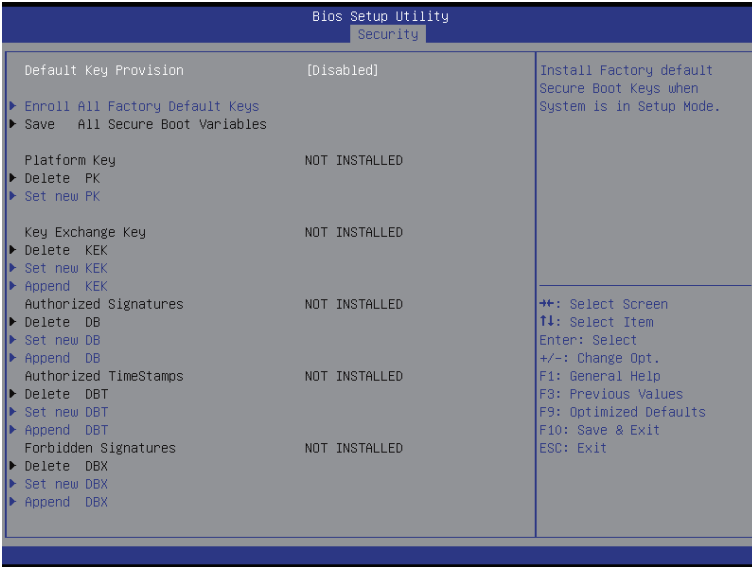 Bios Setup Utility
Security
Default Key Provision [Disabled]
Enroll All Factory Default Keys
Save All Secure Boot Variables
Platform Key NOT INSTALLED
Delete PK
Set new PK
Key Exchange Key NOT INSTALLED
Delete KEK
Set new KEK
Append KEK
Authorized Signatures NOT INSTALLED
Delete DB
Set new DB
Append DB
Authorized TimeStamps NOT INSTALLED
Delete DBT
Set new DBT
Append DBT
Forbidden Signatures NOT INSTALLED
Delete DBX
Set new DBX
Append DBX
Install Factory default
Secure Boot Keys when
System is in Setup Mode.
→←: Select Screen
↑↓: Select Item
Enter: Select
+/-: Change Opt.
F1: General Help
F3: Previous Values
F9: Optimized Defaults
F10: Save & Exit
ESC: Exit